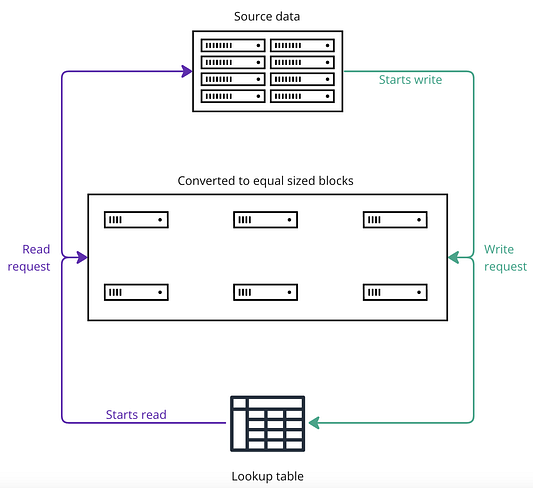 Source data
Starts write
Converted to equal sized blocks
Read
request
Write
request
Starts read
Lookup table